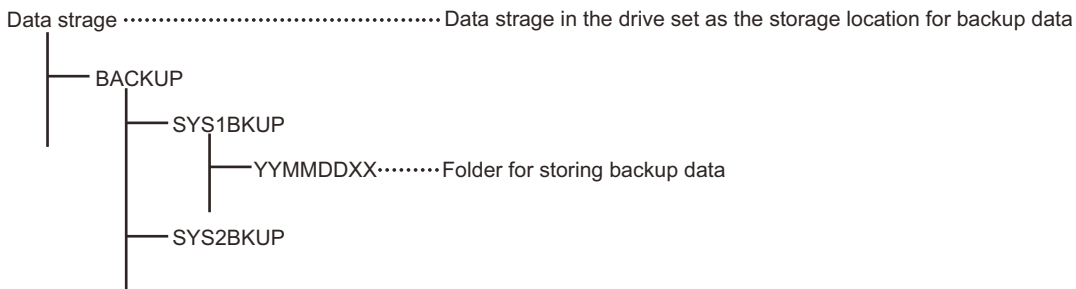 Data strage ········································ Data strage in the drive set as the storage location for backup data
BACKUP
SYS1BKUP
YYMMDDXX ········· Folder for storing backup data
SYS2BKUP